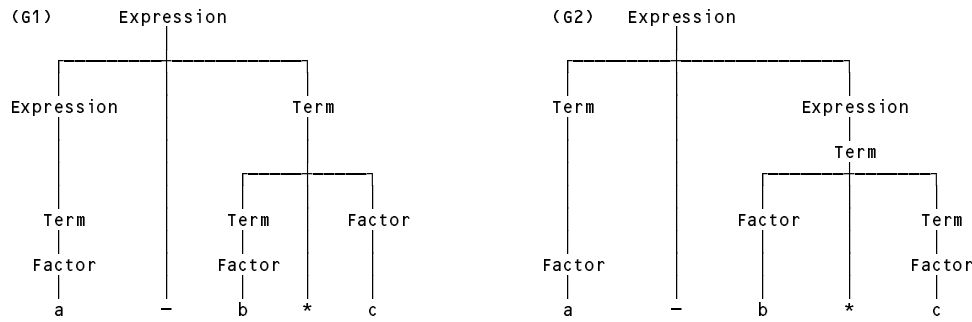 (G1) Expression (G2) Expression
Expression Term Term Expression
Term
Term Term Factor Factor Term
Factor Factor Factor Factor
a – b * c a – b * c